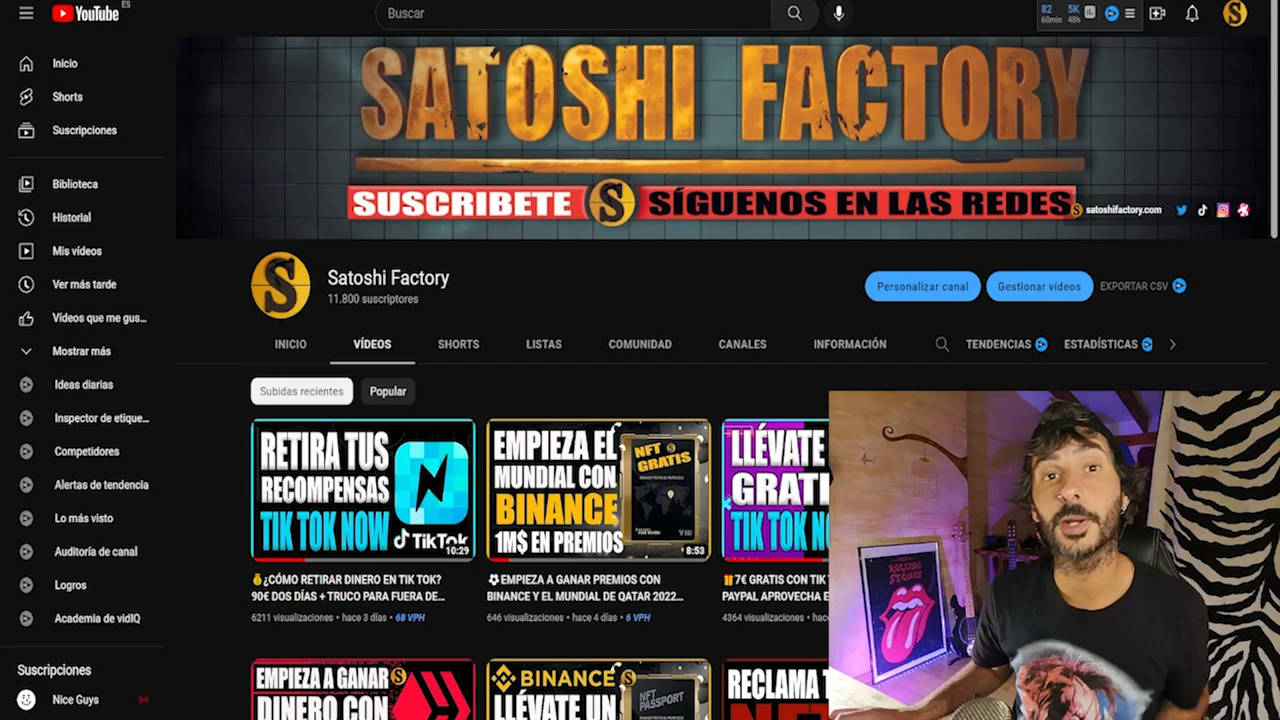 YouTube ES
Buscar
82
60min
5K
48h
S
Inicio
Shorts
Suscripciones
Biblioteca
Historial
Mis vídeos
Ver más tarde
Vídeos que me gus...
Mostrar más
Ideas diarias
Inspector de etique...
Competidores
Alertas de tendencia
Lo más visto
Auditoría de canal
Logros
Academia de vidIQ
Suscripciones
Nice Guys
SATOSHI FACTORY
SUSCRIBETE S SÍGUENOS EN LAS REDES
satoshifactory.com
S
Satoshi Factory
11.800 suscriptores
Personalizar canal
Gestionar vídeos
EXPORTAR CSV
INICIO
VÍDEOS
SHORTS
LISTAS
COMUNIDAD
CANALES
INFORMACIÓN
TENDENCIAS
ESTADÍSTICAS
Subidas recientes
Popular
RETIRA TUS
RECOMPENSAS
TIK TOK NOW
TikTok
10:29
¿CÓMO RETIRAR DINERO EN TIK TOK?
90€ DOS DÍAS + TRUCO PARA FUERA DE...
6211 visualizaciones • hace 3 días • 68 VPH
EMPIEZA EL
MUNDIAL CON
BINANCE
1M$ EN PREMIOS
NFT
GRATIS
8:53
EMPIEZA A GANAR PREMIOS CON
BINANCE Y EL MUNDIAL DE QATAR 2022...
646 visualizaciones • hace 4 días • 6 VPH
LLÉVATE
GRATI
TIK TOK NO
7€ GRATIS CON TIK
PAYPAL APROVECHA E
4364 visualizaciones • hac
EMPIEZA A GANAR
DINERO CON
BINANCE
LLÉVATE UN
NFT
PASSPORT
RECLAMA T
ROLLING
STONES